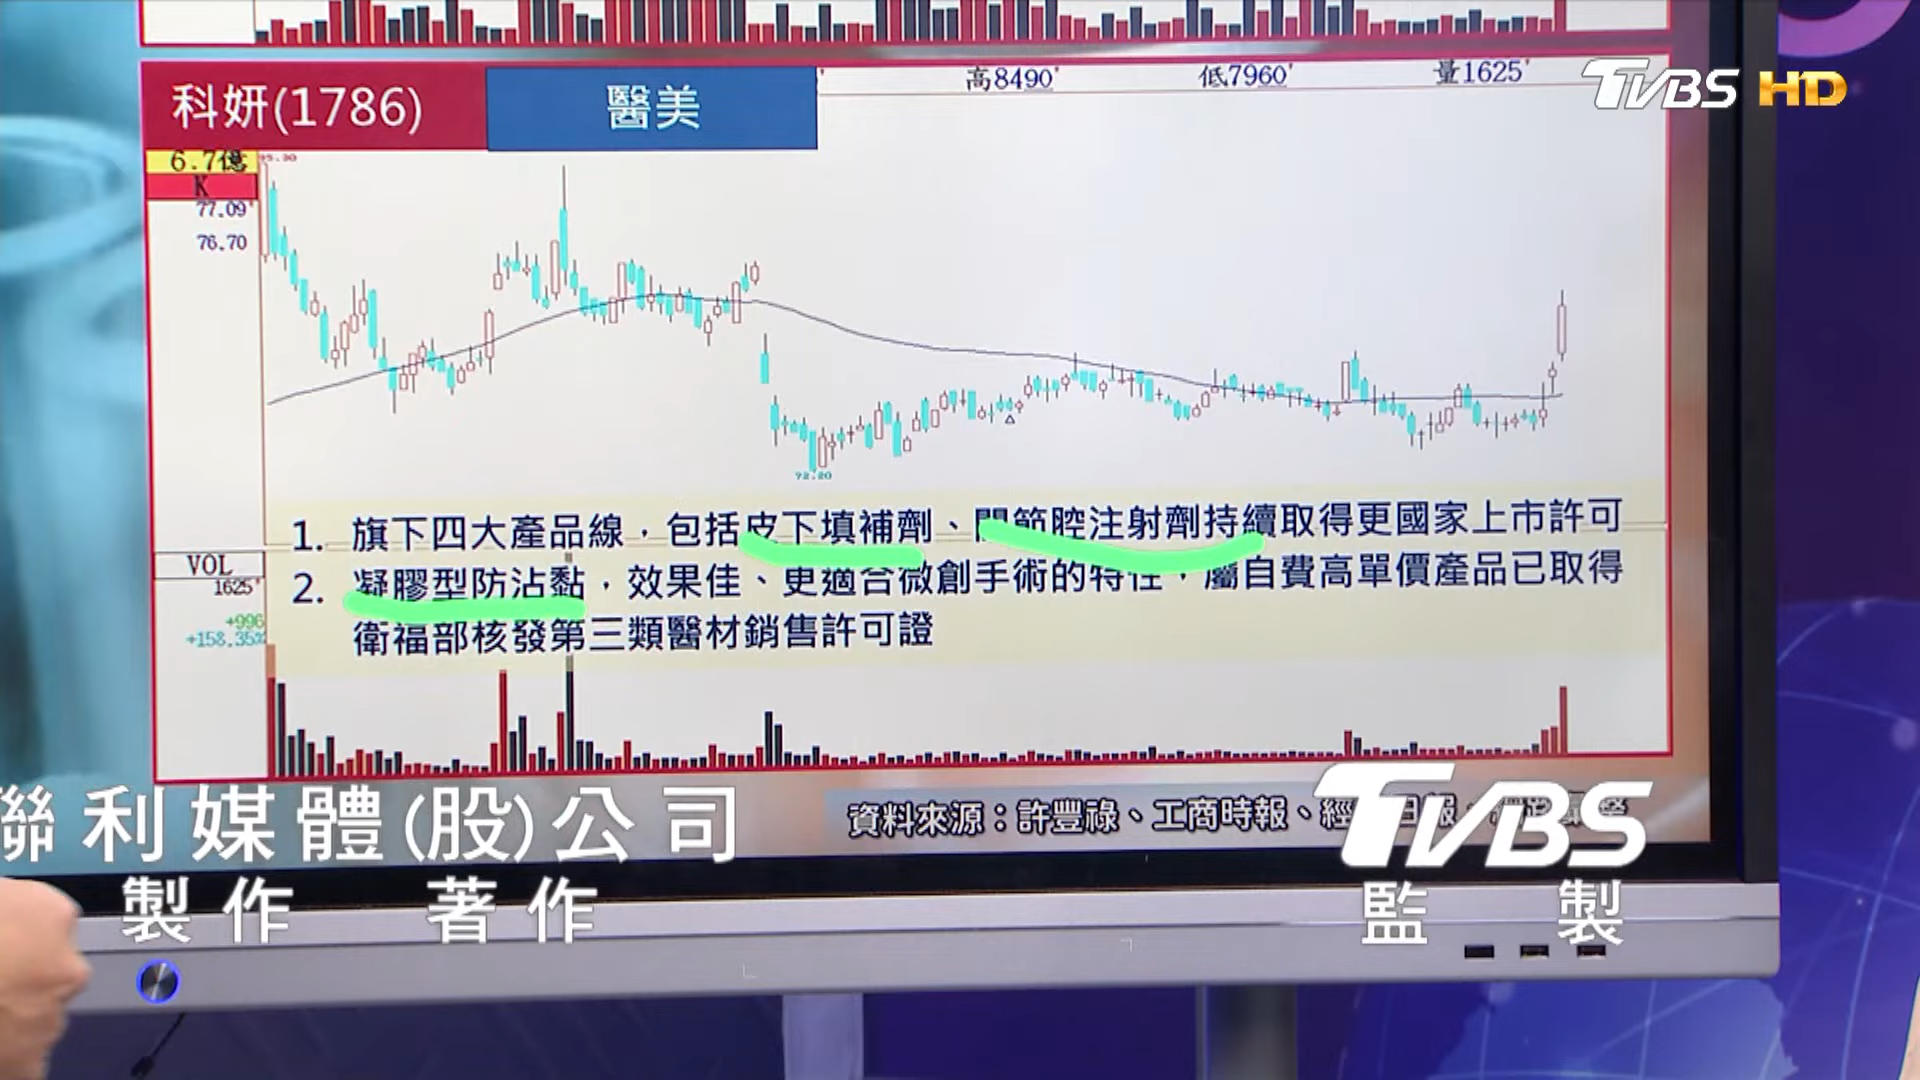 高8490' 低7960' 量1625'
TVBS HD
科妍(1786) 醫美
6.7億
95.30
K
77.09'
76.70
72.20
1. 旗下四大產品線，包括皮下填補劑、關節腔注射劑持續取得更國家上市許可
2. 凝膠型防沾黏，效果佳、更適合微創手術的特性，屬自費高單價產品已取得
衛福部核發第三類醫材銷售許可證
VOL
1625'
+996
+158.35%
資料來源：許豐祿、工商時報、經 日報、
聯利媒體(股)公司
製作 著作
TVBS
監製